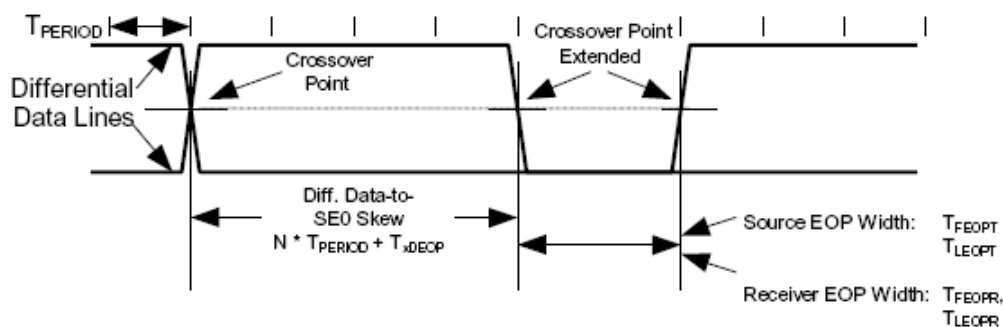 TPERIOD
Differential
Data Lines
Crossover
Point
Crossover Point
Extended
Diff. Data-to-
SE0 Skew
N * TPERIOD + TxDEOP
Source EOP Width: TFEOPT
TLEOPT
Receiver EOP Width: TFEOPR,
TLEOPR